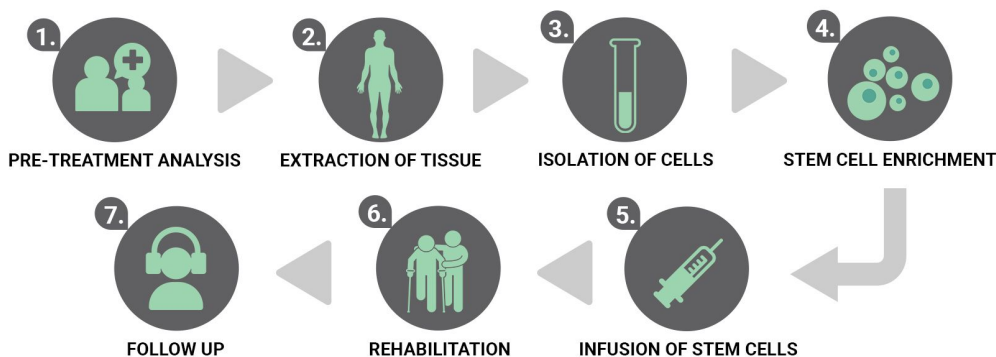 1.
PRE-TREATMENT ANALYSIS
2.
EXTRACTION OF TISSUE
3.
ISOLATION OF CELLS
4.
STEM CELL ENRICHMENT
5.
INFUSION OF STEM CELLS
6.
REHABILITATION
7.
FOLLOW UP